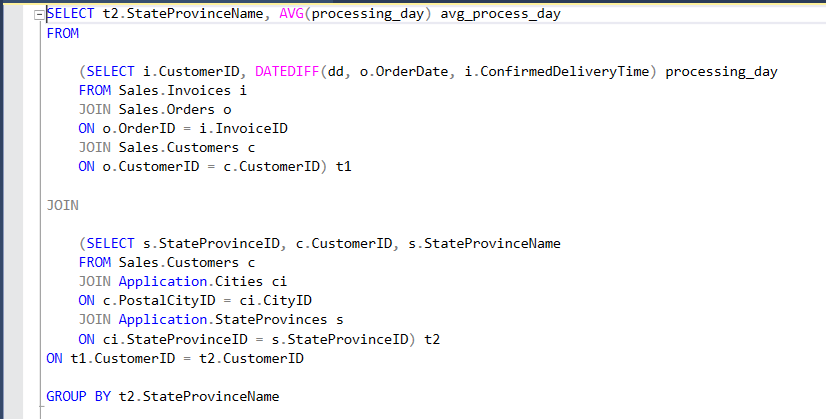 SELECT t2.StateProvinceName, AVG(processing_day) avg_process_day
FROM
(SELECT i.CustomerID, DATEDIFF(dd, o.OrderDate, i.ConfirmedDeliveryTime) processing_day
FROM Sales.Invoices i
JOIN Sales.Orders o
ON o.OrderID = i.InvoiceID
JOIN Sales.Customers c
ON o.CustomerID = c.CustomerID) t1
JOIN
(SELECT s.StateProvinceID, c.CustomerID, s.StateProvinceName
FROM Sales.Customers c
JOIN Application.Cities ci
ON c.PostalCityID = ci.CityID
JOIN Application.StateProvinces s
ON ci.StateProvinceID = s.StateProvinceID) t2
ON t1.CustomerID = t2.CustomerID
GROUP BY t2.StateProvinceName